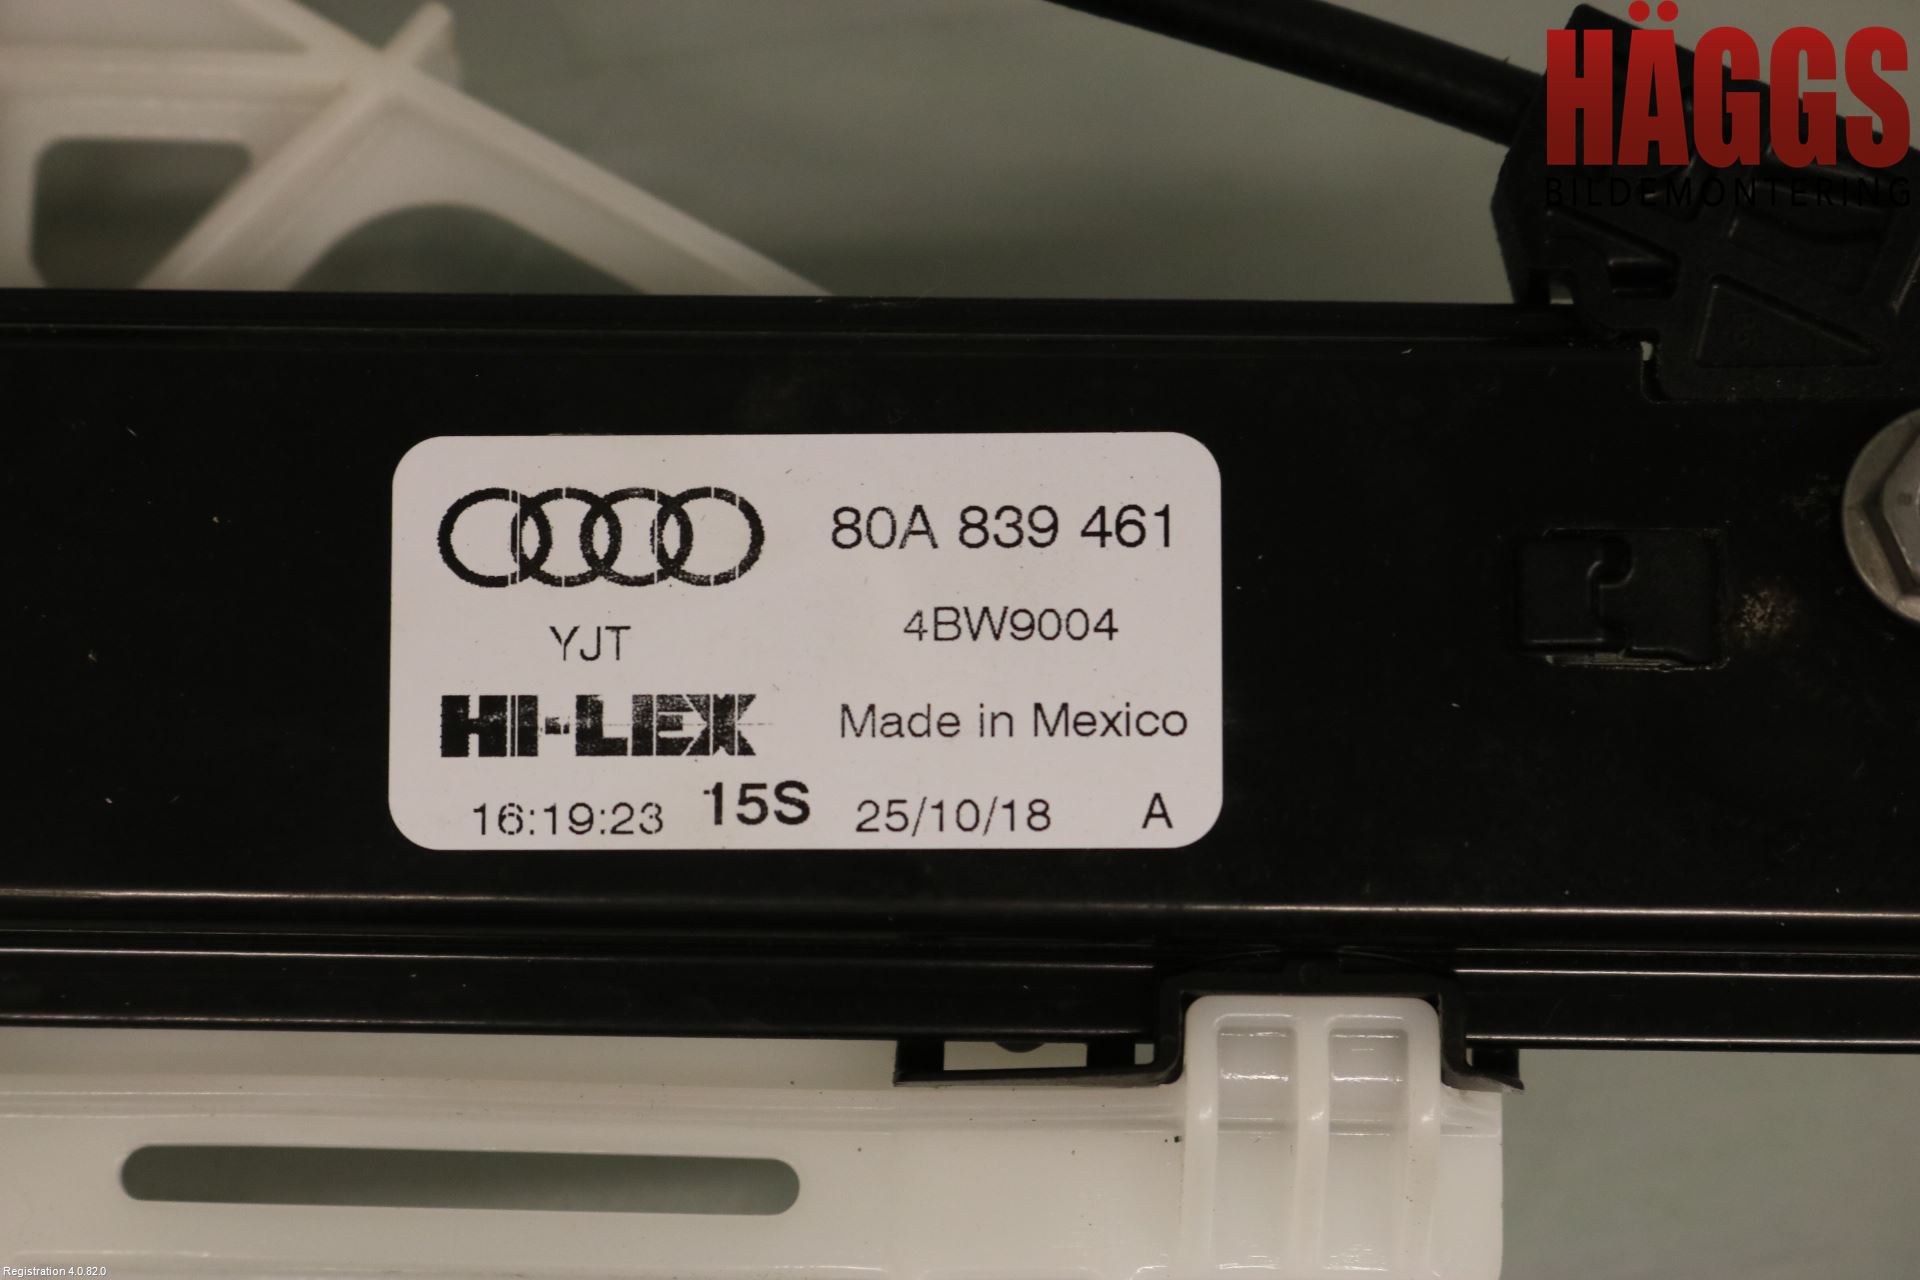 HÄGGS
BILDEMONTERING
80A 839 461
YJT
4BW9004
HI-LEX
Made in Mexico
16:19:23 15S 25/10/18 A
Registration 4.0.82.0